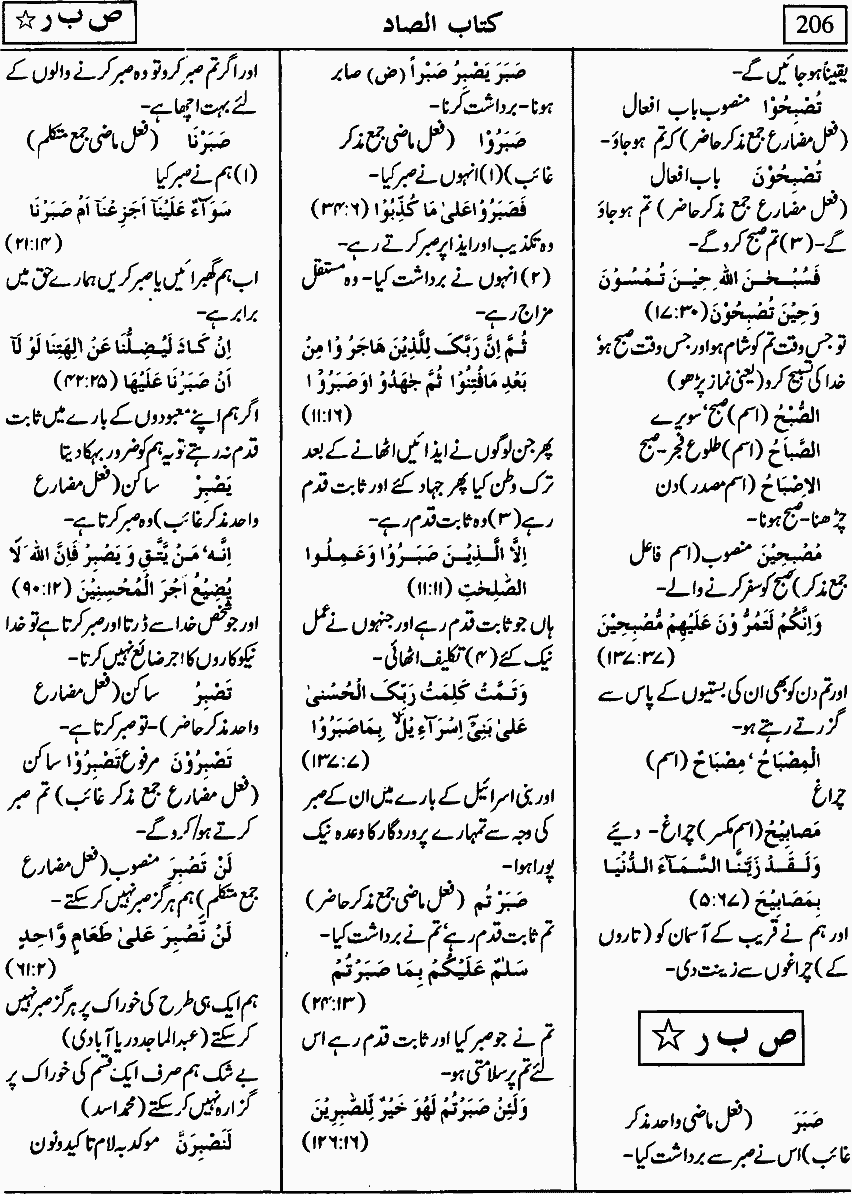 206
کتاب الصاد
ص ب ر ☆
یقیناً ہو جائیں گے-
تُصْبِحُوْا منصوب باب افعال
(فعل مضارع جمع مذکر حاضر) کہ تم ہو جاؤ-
تُصْبِحُوْنَ باب افعال
(فعل مضارع جمع مذکر حاضر) تم ہو جاؤ
گے-(۳) تم صبح کرو گے-
فَسُبْحٰنَ اللّٰهِ حِيْنَ تُمْسُوْنَ
وَحِيْنَ تُصْبِحُوْنَ (۱۷:۳۰)
تو جس وقت تم کو شام ہو اور جس وقت صبح ہو'
خدا کی تسبیح کرو (یعنی نماز پڑھو)
الصُّبْحُ (اسم) صبح' سویرے
الصَّبَاحُ (اسم) طلوع فجر-صبح
الاِصْبَاحُ (اسم مصدر) دن
چڑھنا-صبح ہونا-
مُصْبِحِيْنَ منصوب (اسم فاعل
جمع مذکر) صبح کو سفر کرنے والے-
وَاِنَّكُمْ لَتَمُرُّوْنَ عَلَيْهِمْ مُّصْبِحِيْنَ
(۱۳۷:۳۷)
اور تم دن کو بھی ان کی بستیوں کے پاس سے
گزرتے رہتے ہو-
الْمِصْبَاحُ' مِصْبَاحٌ (اسم)
چراغ
مَصَابِيْحُ (اسم مکسر) چراغ- دیئے
وَلَقَدْ زَيَّنَّا السَّمَآءَ الدُّنْيَا
بِمَصَابِيْحَ (۵:۶۷)
اور ہم نے قریب کے آسمان کو (تاروں
کے) چراغوں سے زینت دی-
ص ب ر ☆
صَبَرَ (فعل ماضی واحد مذکر
غائب) اس نے صبر سے برداشت کیا-
صَبَرَ يَصْبِرُ صَبْراً (ض) صابر
ہونا-برداشت کرنا-
صَبَرُوْا (فعل ماضی جمع مذکر
غائب) (۱) انہوں نے صبر کیا-
فَصَبَرُوْا عَلٰى مَا كُذِّبُوْا (۳۴:۶)
وہ تکذیب اور ایذا پر صبر کرتے رہے-
(۲) انہوں نے برداشت کیا- وہ مستقل
مزاج رہے-
ثُمَّ اِنَّ رَبَّكَ لِلَّذِيْنَ هَاجَرُوْا مِنْ
بَعْدِ مَافُتِنُوْا ثُمَّ جٰهَدُوْا وَصَبَرُوْا
(۱۱:۱۶)
پھر جن لوگوں نے ایذائیں اٹھانے کے بعد
ترک وطن کیا پھر جہاد کئے اور ثابت قدم
رہے (۳) وہ ثابت قدم رہے-
اِلَّا الَّذِيْنَ صَبَرُوْا وَعَمِلُوا
الصّٰلِحٰتِ (۱۱:۱۱)
ہاں جو ثابت قدم رہے اور جنہوں نے عمل
نیک کئے (۴) تکلیف اٹھائی-
وَتَمَّتْ كَلِمَتُ رَبِّكَ الْحُسْنٰى
عَلٰى بَنِيْٓ اِسْرَآءِيْلَ بِمَاصَبَرُوْا
(۱۳۷:۷)
اور بنی اسرائیل کے بارے میں ان کے صبر
کی وجہ سے تمہارے پروردگار کا وعدہ نیک
پورا ہوا-
صَبَرْتُم (فعل ماضی جمع مذکر حاضر)
تم ثابت قدم رہے' تم نے برداشت کیا-
سَلٰمٌ عَلَيْكُمْ بِمَا صَبَرْتُمْ
(۲۴:۱۳)
تم نے جو صبر کیا اور ثابت قدم رہے اس
لئے تم پر سلامتی ہو-
وَلَئِنْ صَبَرْتُمْ لَهُوَ خَيْرٌ لِّلصّٰبِرِيْنَ
(۱۲۶:۱۶)
اور اگر تم صبر کرو تو وہ صبر کرنے والوں کے
لئے بہت اچھا ہے-
صَبَرْنَا (فعل ماضی جمع متکلم)
(۱) ہم نے صبر کیا
سَوَآءٌ عَلَيْنَآ اَجَزِعْنَآ اَمْ صَبَرْنَا
(۲۱:۱۴)
اب ہم گھبرائیں یا صبر کریں ہمارے حق میں
برابر ہے-
اِنْ كَادَ لَيُضِلُّنَا عَنْ اٰلِهَتِنَا لَوْ لَآ
اَنْ صَبَرْنَا عَلَيْهَا (۴۲:۲۵)
اگر ہم اپنے معبودوں کے بارے میں ثابت
قدم نہ رہتے تو یہ ہم کو ضرور بہکا دیتا
يَصْبِرْ ساکن (فعل مضارع
واحد مذکر غائب) وہ صبر کرتا ہے-
اِنَّهٗ مَنْ يَّتَّقِ وَ يَصْبِرْ فَاِنَّ اللّٰهَ لَا
يُضِيْعُ اَجْرَ الْمُحْسِنِيْنَ (۹۰:۱۲)
اور جو شخص خدا سے ڈرتا اور صبر کرتا ہے تو خدا
نیکو کاروں کا اجر ضائع نہیں کرتا-
تَصْبِرُ ساکن (فعل مضارع
واحد مذکر حاضر)-تو صبر کرتا ہے-
تَصْبِرُوْنَ مرفوع تَصْبِرُوْا ساکن
(فعل مضارع جمع مذکر غائب) تم صبر
کرتے ہو/کرو گے-
لَنْ نَصْبِرَ منصوب (فعل مضارع
جمع متکلم) ہم ہرگز صبر نہیں کر سکتے-
لَنْ نَّصْبِرَ عَلٰى طَعَامٍ وَّاحِدٍ
(۶۱:۲)
ہم ایک ہی طرح کی خوراک پر ہرگز صبر نہیں
کر سکتے (عبد الماجد دریا آبادی)
بے شک ہم صرف ایک قسم کی خوراک پر
گزارہ نہیں کر سکتے (محمد اسد)
لَنَصْبِرَنَّ موکد بہ لام تاکید و نون